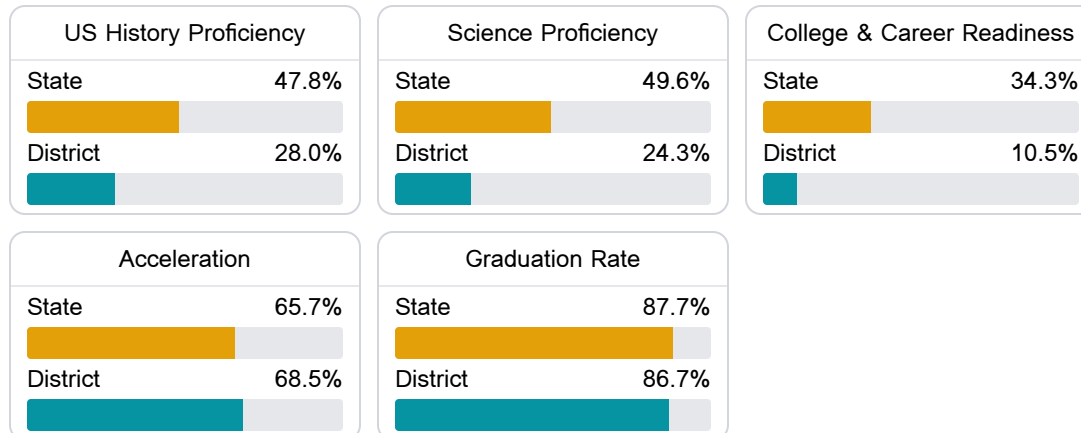 US History Proficiency
State 47.8%
District 28.0%
Science Proficiency
State 49.6%
District 24.3%
College & Career Readiness
State 34.3%
District 10.5%
Acceleration
State 65.7%
District 68.5%
Graduation Rate
State 87.7%
District 86.7%